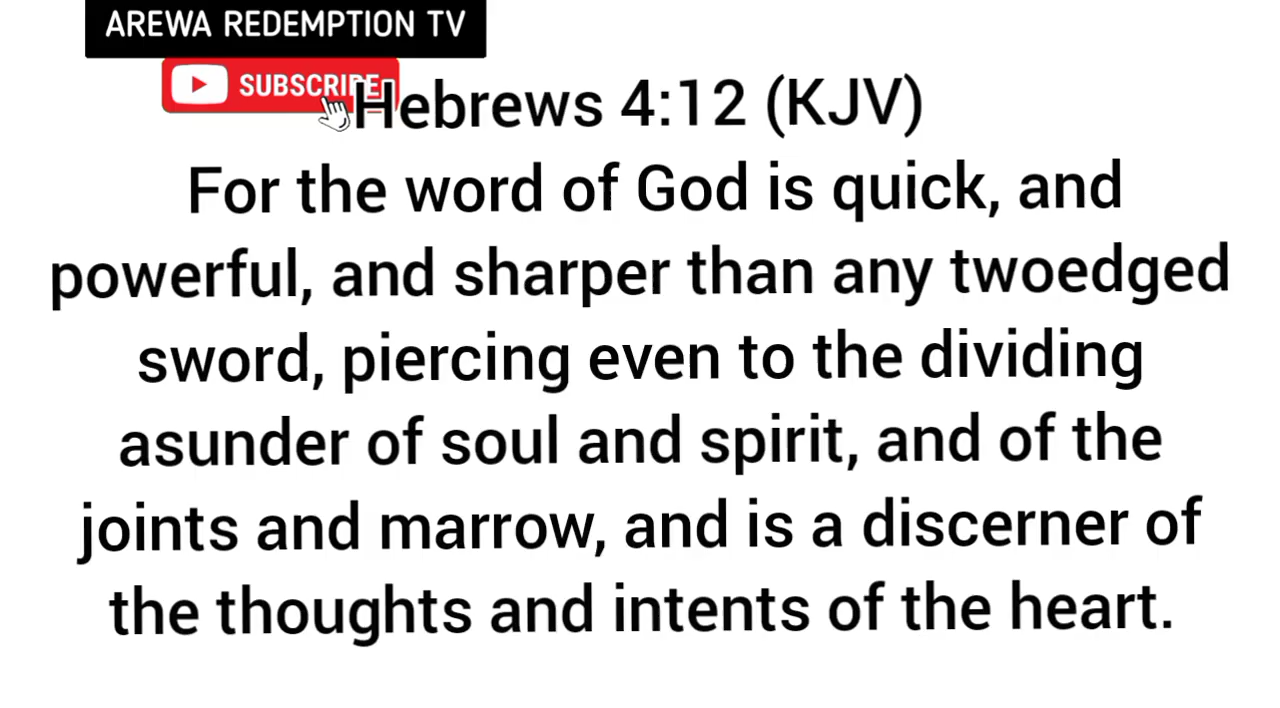 AREWA REDEMPTION TV
SUBSCRIBE
Hebrews 4:12 (KJV)
For the word of God is quick, and
powerful, and sharper than any twoedged
sword, piercing even to the dividing
asunder of soul and spirit, and of the
joints and marrow, and is a discerner of
the thoughts and intents of the heart.